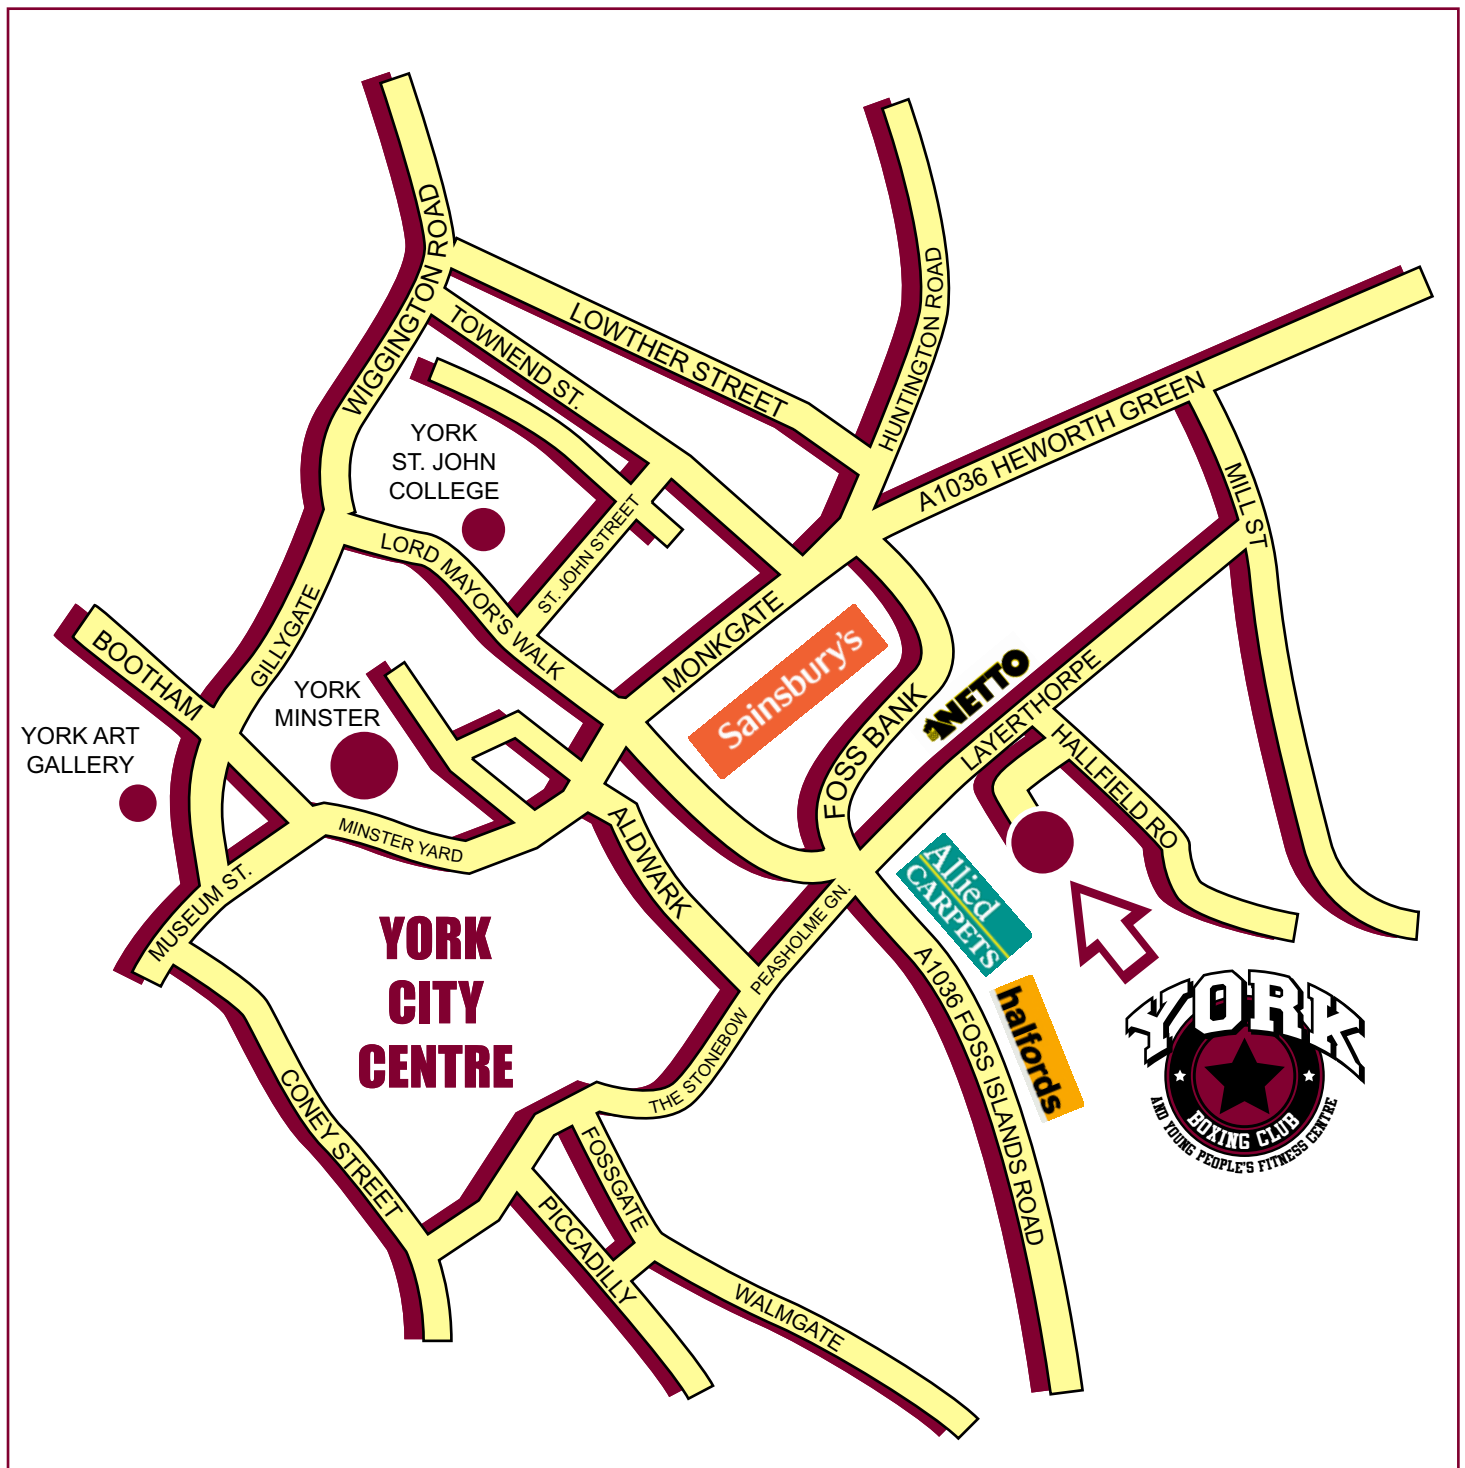 WIGGINGTON ROAD
LOWTHER STREET
TOWNEND ST.
HUNTINGTON ROAD
A1036 HEWORTH GREEN
MILL ST
YORK
ST. JOHN
COLLEGE
LORD MAYOR'S WALK
ST. JOHN STREET
GILLYGATE
BOOTHAM
MONKGATE
Sainsbury's
YORK
MINSTER
YORK ART
GALLERY
NETTO
LAYERTHORPE
FOSS BANK
HALLFIELD RO
MINSTER YARD
ALDWARK
MUSEUM ST.
PEASHOLME GN.
Allied
CARPETS
YORK
CITY
CENTRE
A1036 FOSS ISLANDS ROAD
halfords
THE STONEBOW
CONEY STREET
FOSSGATE
PICCADILLY
WALMGATE
YORK
BOXING CLUB
AND YOUNG PEOPLE'S FITNESS CENTRE